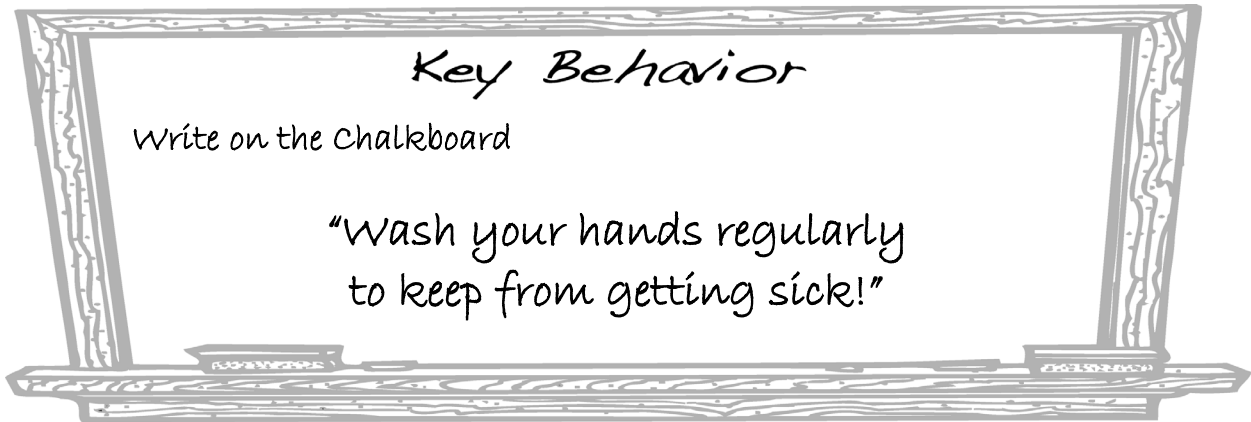 Key Behavior
Write on the Chalkboard
“Wash your hands regularly
to keep from getting sick!”